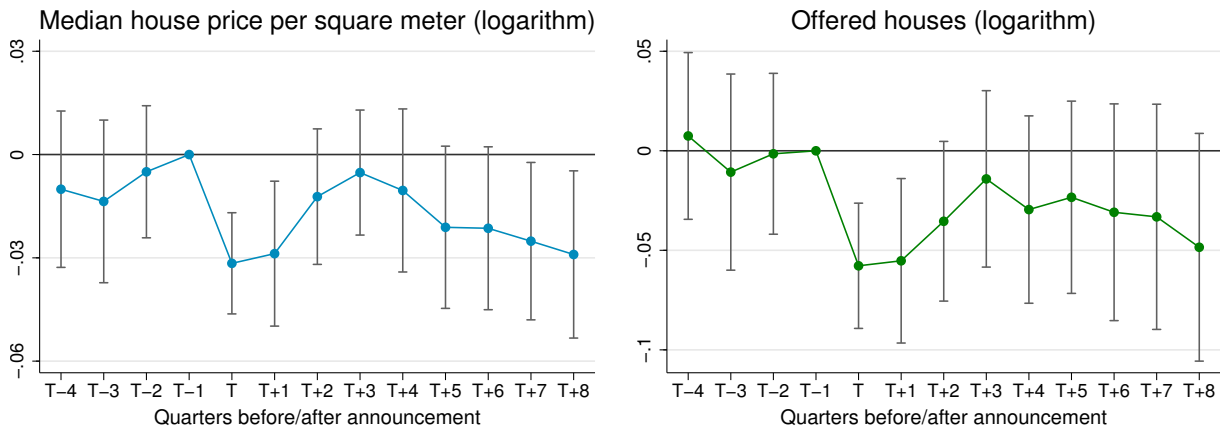 Median house price per square meter (logarithm)
.03
0
-.03
-.06
T−4 T−3 T−2 T−1 T T+1 T+2 T+3 T+4 T+5 T+6 T+7 T+8
Quarters before/after announcement
Offered houses (logarithm)
.05
0
-.05
-.1
T−4 T−3 T−2 T−1 T T+1 T+2 T+3 T+4 T+5 T+6 T+7 T+8
Quarters before/after announcement